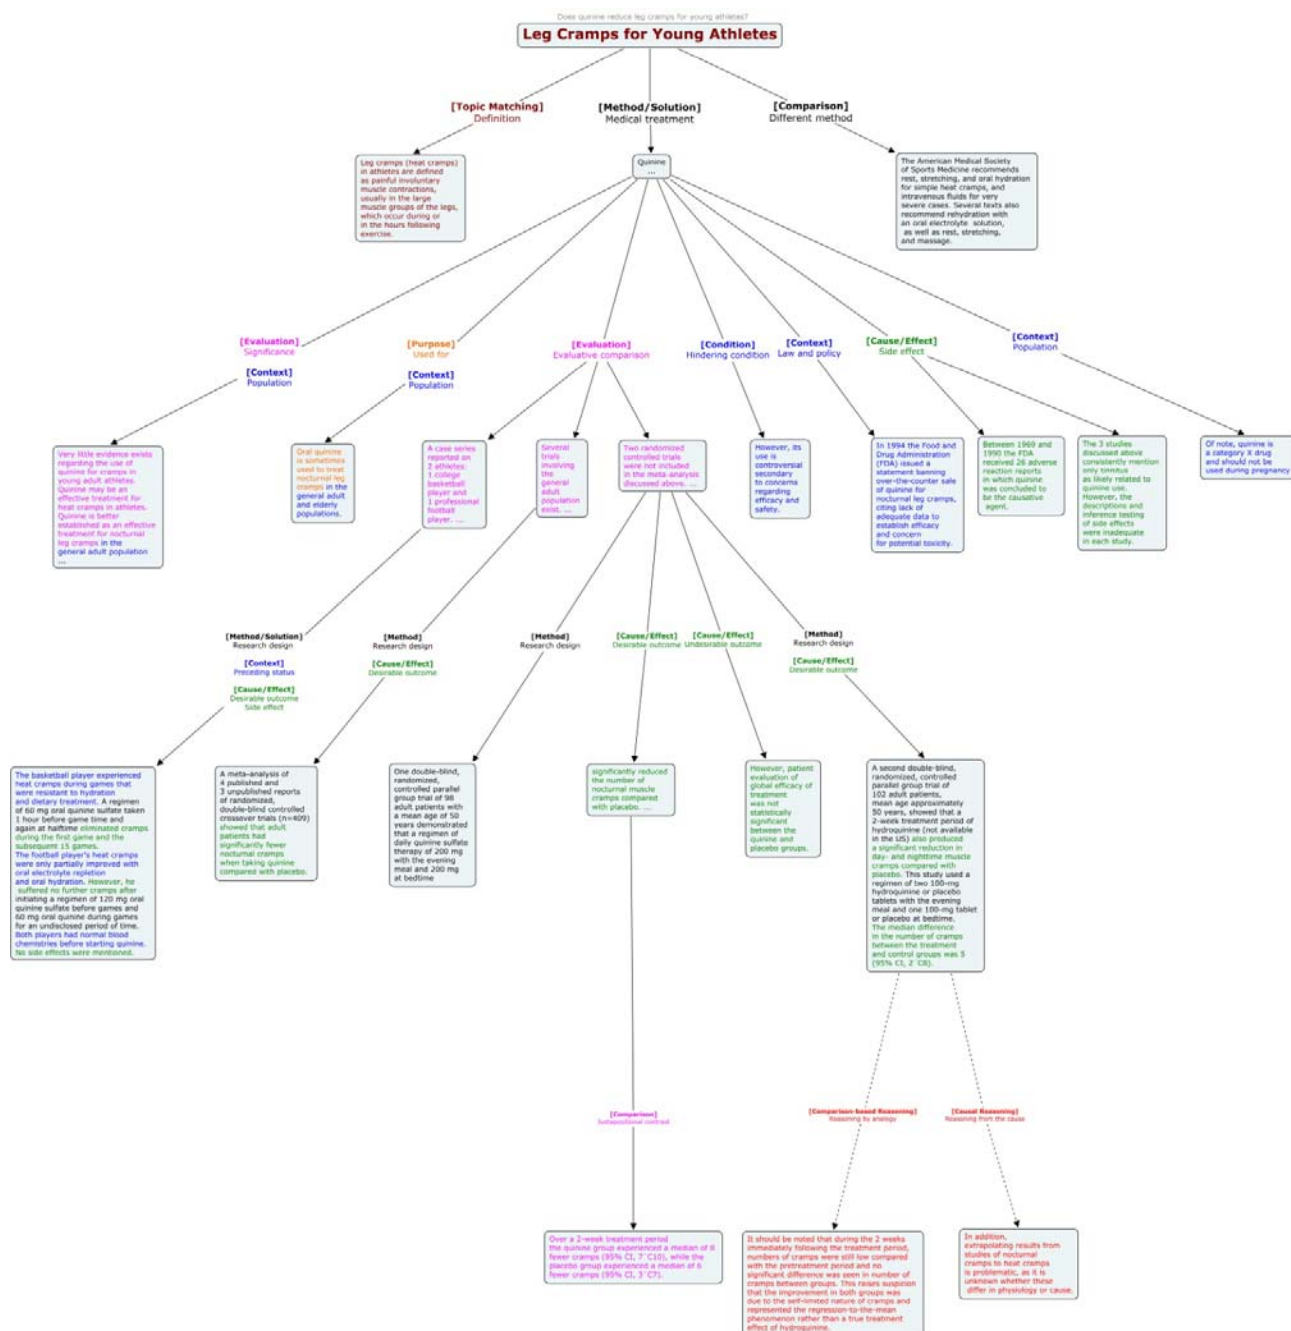 Does quinine reduce leg cramps for young athletes?
Leg Cramps for Young Athletes
[Topic Matching]
Definition
[Method/Solution]
Medical treatment
[Comparison]
Different method
Leg cramps (heat cramps)
in athletes are defined
as painful involuntary
muscle contractions,
usually in the large
muscle groups of the legs,
which occur during or
in the hours following
exercise.
Quinine
...
The American Medical Society
of Sports Medicine recommends
rest, stretching, and oral hydration
for simple heat cramps, and
intravenous fluids for very
severe cases. Several texts also
recommend rehydration with
an oral electrolyte solution,
as well as rest, stretching,
and massage.
[Evaluation]
Significance
[Context]
Population
[Purpose]
Used for
[Context]
Population
[Evaluation]
Evaluative comparison
[Condition]
Hindering condition
[Context]
Law and policy
[Cause/Effect]
Side effect
[Context]
Population
Very little evidence exists
regarding the use of
quinine for cramps in
young adult athletes.
Quinine may be an
effective treatment for
heat cramps in athletes.
Quinine is better
established as an effective
treatment for nocturnal
leg cramps in the
general adult population
...
Oral quinine
is sometimes
used to treat
nocturnal leg
cramps in the
general adult
and elderly
populations.
A case series
reported on
2 athletes:
1 college
basketball
player and
1 professional
football
player. ...
Several
trials
involving
the
general
adult
population
exist. ...
Two randomized
controlled trials
were not included
in the meta-analysis
discussed above. ...
However, its
use is
controversial
secondary
to concerns
regarding
efficacy and
safety.
In 1994 the Food and
Drug Administration
(FDA) issued a
statement banning
over-the-counter sale
of quinine for
nocturnal leg cramps,
citing lack of
adequate data to
establish efficacy
and concern
for potential toxicity.
Between 1969 and
1990 the FDA
received 26 adverse
reaction reports
in which quinine
was concluded to
be the causative
agent.
The 3 studies
discussed above
consistently mention
only tinnitus
as likely related to
quinine use.
However, the
descriptions and
inference testing
of side effects
were inadequate
in each study.
Of note, quinine is
a category X drug
and should not be
used during pregnancy
[Method/Solution]
Research design
[Context]
Preceding status
[Cause/Effect]
Desirable outcome
Side effect
[Method]
Research design
[Cause/Effect]
Desirable outcome
[Method]
Research design
[Cause/Effect]
Desirable outcome
[Cause/Effect]
Undesirable outcome
[Method]
Research design
[Cause/Effect]
Desirable outcome
The basketball player experienced
heat cramps during games that
were resistant to hydration
and dietary treatment. A regimen
of 60 mg oral quinine sulfate taken
1 hour before game time and
again at halftime eliminated cramps
during the first game and the
subsequent 15 games.
The football player's heat cramps
were only partially improved with
oral electrolyte repletion
and oral hydration. However, he
suffered no further cramps after
initiating a regimen of 120 mg oral
quinine sulfate before games and
60 mg oral quinine during games
for an undisclosed period of time.
Both players had normal blood
chemistries before starting quinine.
No side effects were mentioned.
A meta-analysis of
4 published and
3 unpublished reports
of randomized,
double-blind controlled
crossover trials (n=409)
showed that adult
patients had
significantly fewer
nocturnal cramps
when taking quinine
compared with placebo.
One double-blind,
randomized,
controlled parallel
group trial of 98
adult patients with
a mean age of 50
years demonstrated
that a regimen of
daily quinine sulfate
therapy of 200 mg
with the evening
meal and 200 mg
at bedtime
significantly reduced
the number of
nocturnal muscle
cramps compared
with placebo. ...
However, patient
evaluation of
global efficacy of
treatment
was not
statistically
significant
between the
quinine and
placebo groups.
A second double-blind,
randomized, controlled
parallel group trial of
102 adult patients,
mean age approximately
50 years, showed that a
2-week treatment period of
hydroquinine (not available
in the US) also produced
a significant reduction in
day- and nighttime muscle
cramps compared with
placebo. This study used a
regimen of two 100-mg
hydroquinine or placebo
tablets with the evening
meal and one 100-mg tablet
or placebo at bedtime.
The median difference
in the number of cramps
between the treatment
and control groups was 5
(95% CI, 2¨C8).
[Comparison]
Juxtapositional contrast
[Comparison-based Reasoning]
Reasoning by analogy
[Causal Reasoning]
Reasoning from the cause
Over a 2-week treatment period
the quinine group experienced a median of 8
fewer cramps (95% CI, 7¨C10), while the
placebo group experienced a median of 6
fewer cramps (95% CI, 3¨C7).
It should be noted that during the 2 weeks
immediately following the treatment period,
numbers of cramps were still low compared
with the pretreatment period and no
significant difference was seen in number of
cramps between groups. This raises suspicion
that the improvement in both groups was
due to the self-limited nature of cramps and
represented the regression-to-the-mean
phenomenon rather than a true treatment
effect of hydroquinine.
In addition,
extrapolating results from
studies of nocturnal
cramps to heat cramps
is problematic, as it is
unknown whether these
differ in physiology or cause.